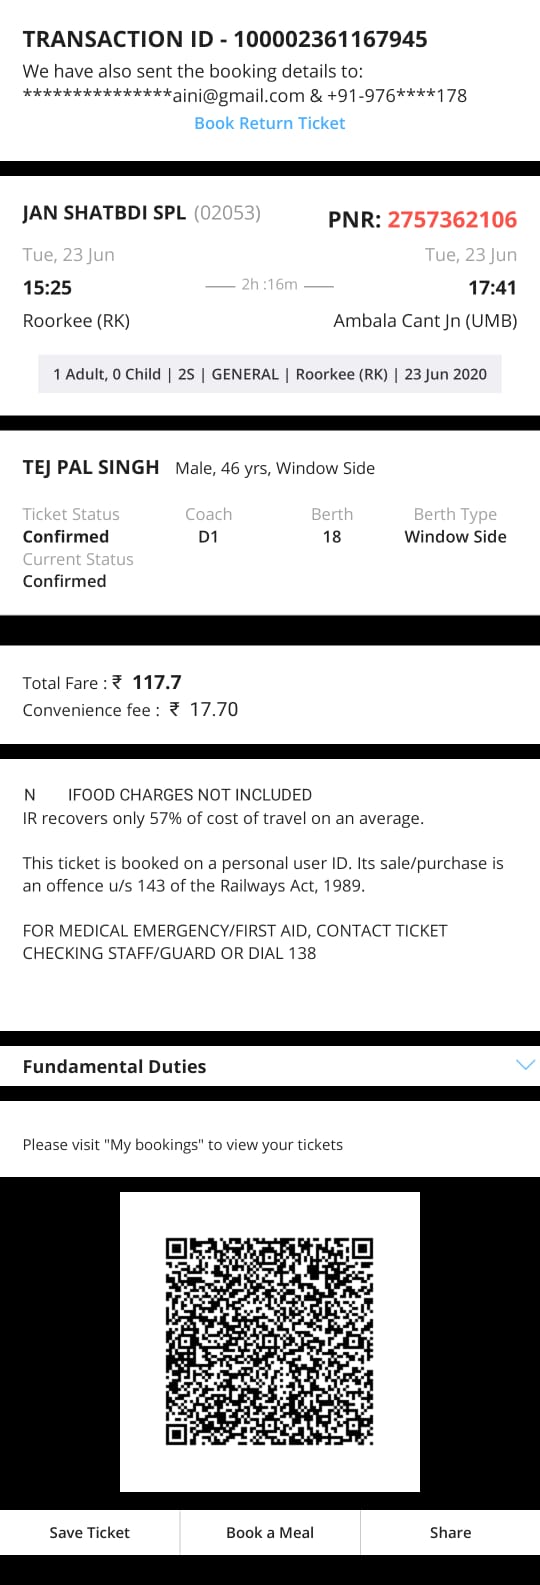 TRANSACTION ID - 100002361167945
We have also sent the booking details to:
***************aini@gmail.com & +91-976****178
Book Return Ticket
JAN SHATBDI SPL (02053) PNR: 2757362106
Tue, 23 Jun Tue, 23 Jun
15:25 2h :16m 17:41
Roorkee (RK) Ambala Cant Jn (UMB)
1 Adult, 0 Child | 2S | GENERAL | Roorkee (RK) | 23 Jun 2020
TEJ PAL SINGH Male, 46 yrs, Window Side
Ticket Status Coach Berth Berth Type
Confirmed D1 18 Window Side
Current Status
Confirmed
Total Fare : ₹ 117.7
Convenience fee : ₹ 17.70
N IFOOD CHARGES NOT INCLUDED
IR recovers only 57% of cost of travel on an average.
This ticket is booked on a personal user ID. Its sale/purchase is
an offence u/s 143 of the Railways Act, 1989.
FOR MEDICAL EMERGENCY/FIRST AID, CONTACT TICKET
CHECKING STAFF/GUARD OR DIAL 138
Fundamental Duties
Please visit "My bookings" to view your tickets
Save Ticket Book a Meal Share